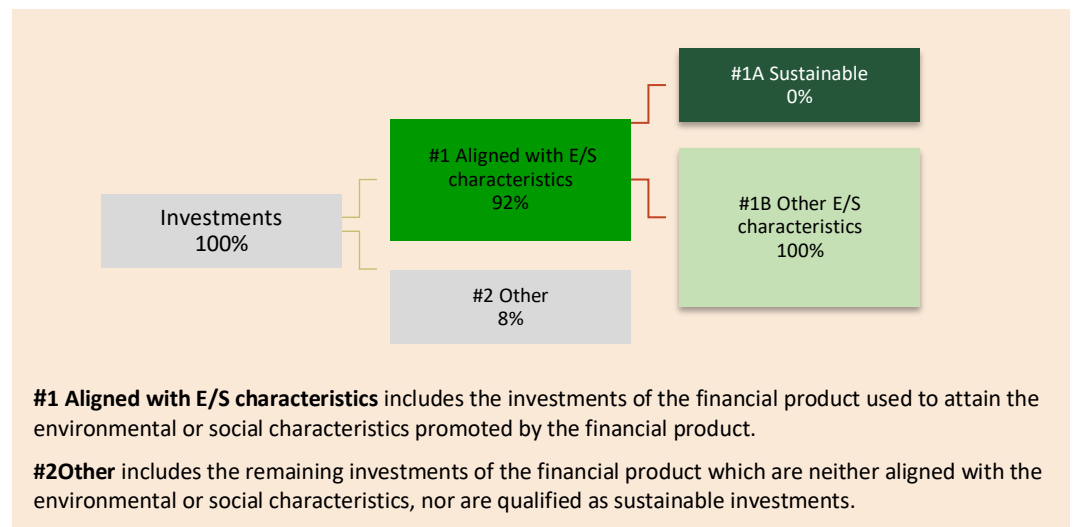 #1A Sustainable
0%
#1 Aligned with E/S
characteristics
92%
#1B Other E/S
characteristics
100%
Investments
100%
#2 Other
8%
#1 Aligned with E/S characteristics includes the investments of the financial product used to attain the
environmental or social characteristics promoted by the financial product.
#2Other includes the remaining investments of the financial product which are neither aligned with the
environmental or social characteristics, nor are qualified as sustainable investments.